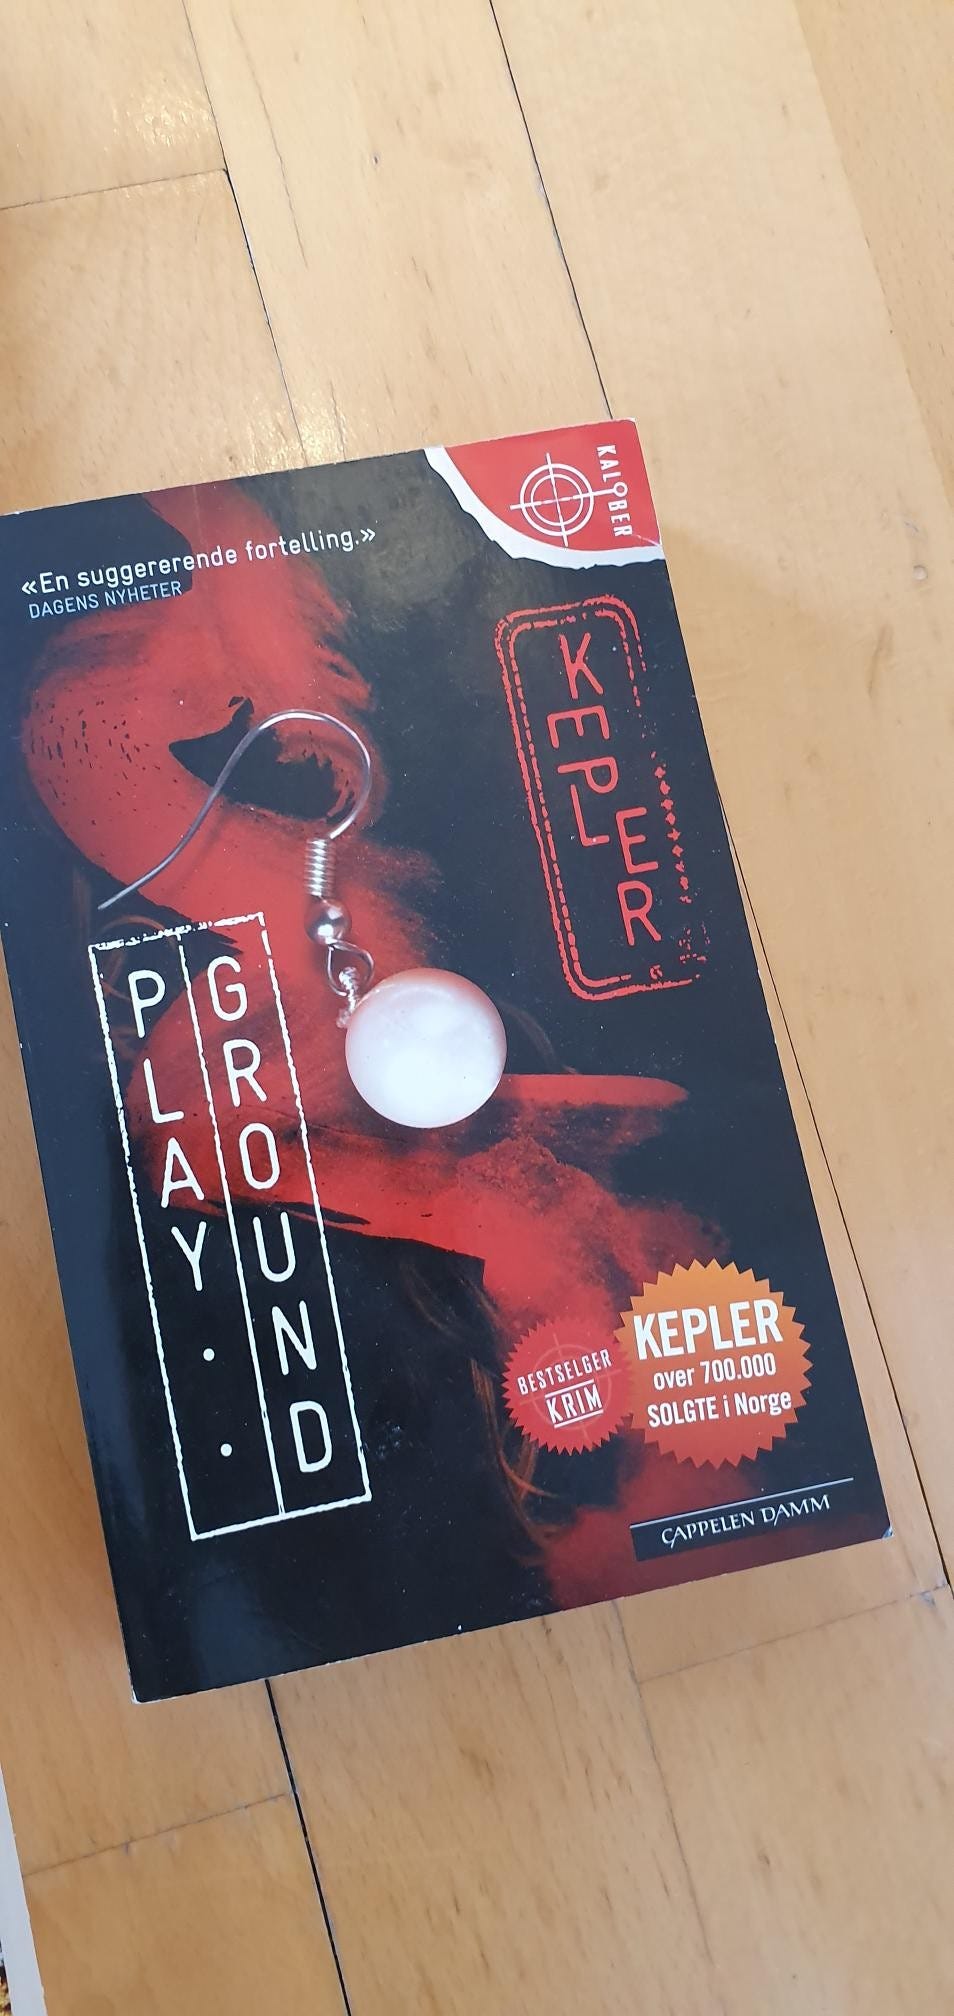 «En suggererende fortelling.»
DAGENS NYHETER
KALIBER
KEPLER
PLAY..
GROUND
BESTSELGER
KRIM
KEPLER
over 700.000
SOLGTE i Norge
CAPPELEN DAMM